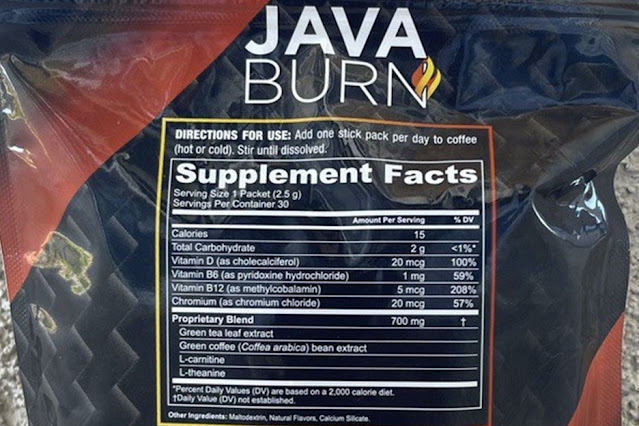 JAVA
BURN
DIRECTIONS FOR USE: Add one stick pack per day to coffee
(hot or cold). Stir until dissolved.
Supplement Facts
Serving Size 1 Packet (2.5 g)
Servings Per Container 30
Amount Per Serving % DV
Calories 15
Total Carbohydrate 2 g <1%*
Vitamin D (as cholecalciferol) 20 mcg 100%
Vitamin B6 (as pyridoxine hydrochloride) 1 mg 59%
Vitamin B12 (as methylcobalamin) 5 mcg 208%
Chromium (as chromium chloride) 20 mcg 57%
Proprietary Blend 700 mg †
Green tea leaf extract
Green coffee (Coffea arabica) bean extract
L-carnitine
L-theanine
*Percent Daily Values (DV) are based on a 2,000 calorie diet.
†Daily Value (DV) not established.
Other Ingredients: Maltodextrin, Natural Flavors, Calcium Silicate.